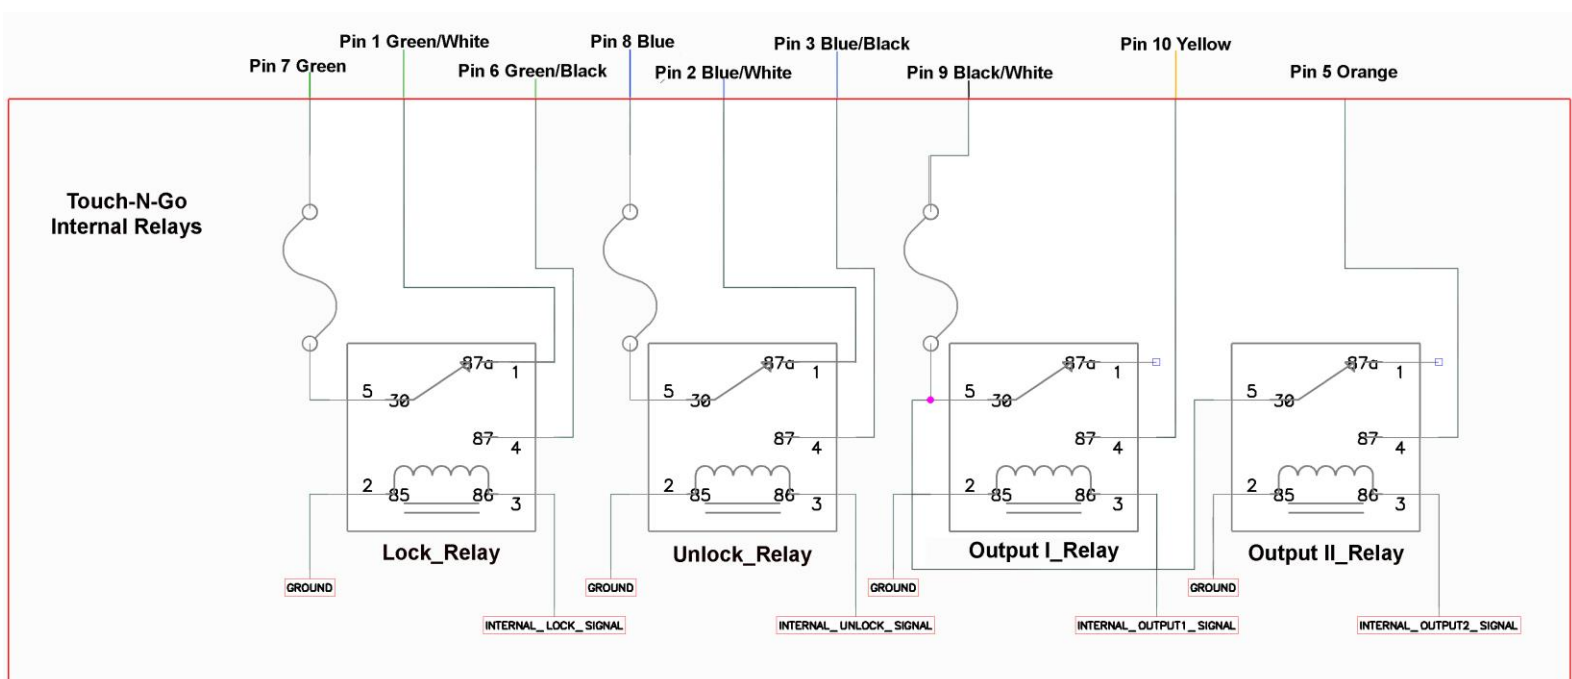 Pin 7 Green
Pin 1 Green/White
Pin 6 Green/Black
Pin 8 Blue
Pin 2 Blue/White
Pin 3 Blue/Black
Pin 9 Black/White
Pin 10 Yellow
Pin 5 Orange
Touch-N-Go
Internal Relays
87a
1
5
30
87
4
2
85
86
3
Lock_Relay
GROUND
INTERNAL_LOCK_SIGNAL
87a
1
5
30
87
4
2
85
86
3
Unlock_Relay
GROUND
INTERNAL_UNLOCK_SIGNAL
87a
1
5
30
87
4
2
85
86
3
Output I_Relay
GROUND
INTERNAL_OUTPUT1_SIGNAL
87a
1
5
30
87
4
2
85
86
3
Output II_Relay
GROUND
INTERNAL_OUTPUT2_SIGNAL